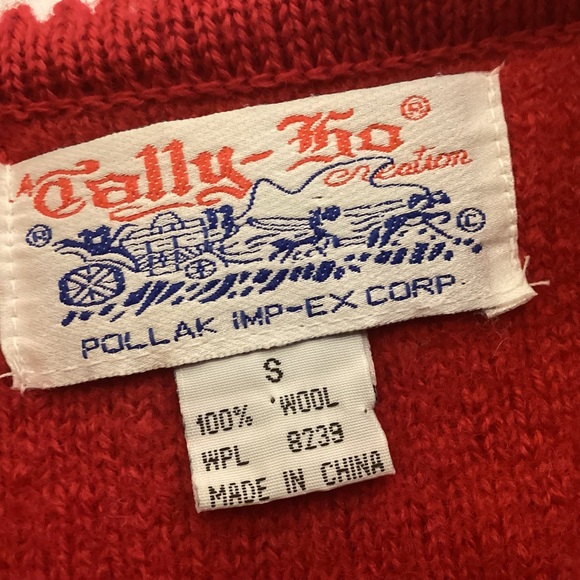 A Tally-Ho ®
creation
® ©
POLLAK IMP-EX CORP.
S
100% WOOL
WPL 8239
MADE IN CHINA